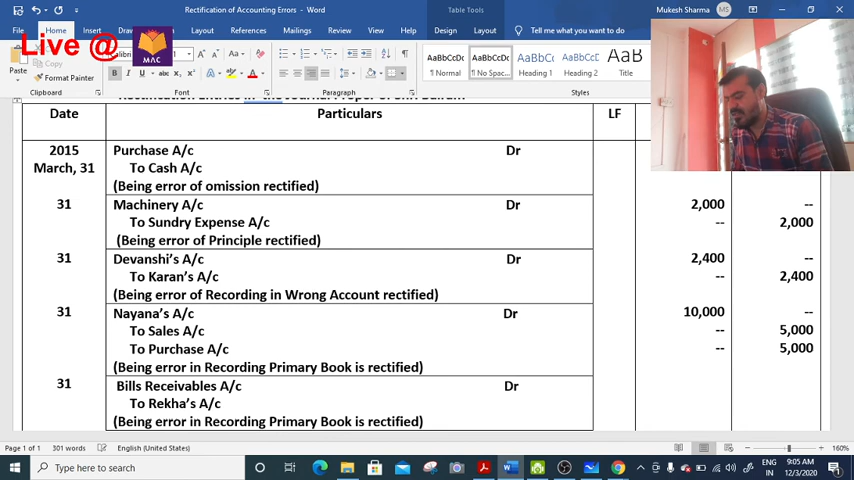 Rectification of Accounting Errors - Word
Table Tools
Mukesh Sharma
MS
File
Home
Insert
Layout
References
Mailings
Review
View
Help
Design
Layout
Tell me what you want to do
Live @
MAC
Paste
Copy
Format Painter
Clipboard
Font
Paragraph
Styles
¶ Normal
¶ No Spac...
Heading 1
Heading 2
Title
Date
Particulars
LF
2015
March, 31
Purchase A/c Dr
To Cash A/c
(Being error of omission rectified)
31 Machinery A/c Dr 2,000 --
To Sundry Expense A/c -- 2,000
(Being error of Principle rectified)
31 Devanshi's A/c Dr 2,400 --
To Karan's A/c -- 2,400
(Being error of Recording in Wrong Account rectified)
31 Nayana's A/c Dr 10,000 --
To Sales A/c -- 5,000
To Purchase A/c -- 5,000
(Being error in Recording Primary Book is rectified)
31 Bills Receivables A/c Dr
To Rekha's A/c
(Being error in Recording Primary Book is rectified)
Page 1 of 1
301 words
English (United States)
160%
Type here to search
ENG
IN
9:05 AM
12/3/2020